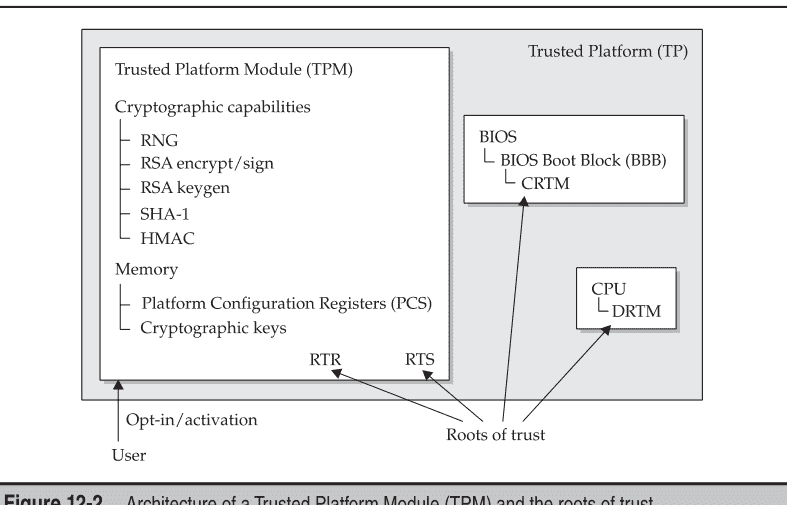 Trusted Platform (TP)
Trusted Platform Module (TPM)
Cryptographic capabilities
RNG
RSA encrypt/sign
RSA keygen
SHA-1
HMAC
Memory
Platform Configuration Registers (PCS)
Cryptographic keys
RTR
RTS
BIOS
BIOS Boot Block (BBB)
CRTM
CPU
DRTM
Opt-in/activation
User
Roots of trust
Figure 12-2 Architecture of a Trusted Platform Module (TPM) and the roots of trust